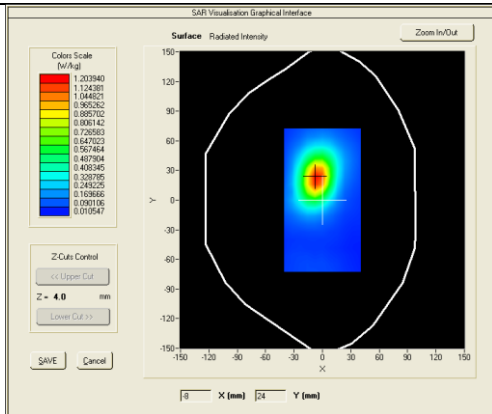 SAR Visualisation Graphical Interface
Surface Radiated Intensity
Zoom In/Out
Colors Scale
(W/kg)
1.203940
1.124381
1.044821
0.965262
0.885702
0.806142
0.726583
0.647023
0.567464
0.487904
0.408345
0.328785
0.249225
0.169666
0.090106
0.010547
Z-Cuts Control
<< Upper Cut
Z = 4.0 mm
Lower Cut >>
SAVE Cancel
150-
120-
90-
60-
30-
0-
-30-
-60-
-90-
-120-
-150-
Y
-150 -120 -90 -60 -30 0 30 60 90 120 150
X
-8 X (mm) 24 Y (mm)